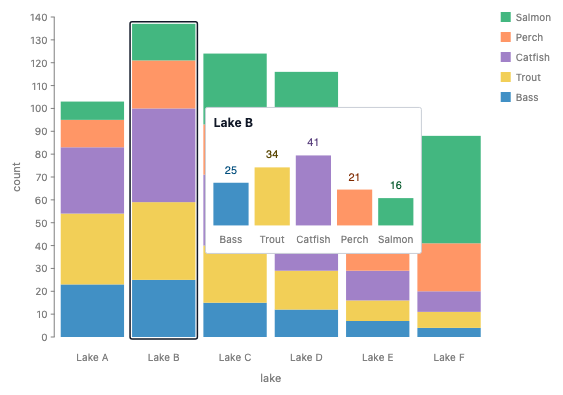 140
130
120
110
100
90
80
70
60
50
40
30
20
10
0
count
Lake A
Lake B
Lake C
Lake D
Lake E
Lake F
lake
Salmon
Perch
Catfish
Trout
Bass
Lake B
25
34
41
21
16
Bass
Trout
Catfish
Perch
Salmon